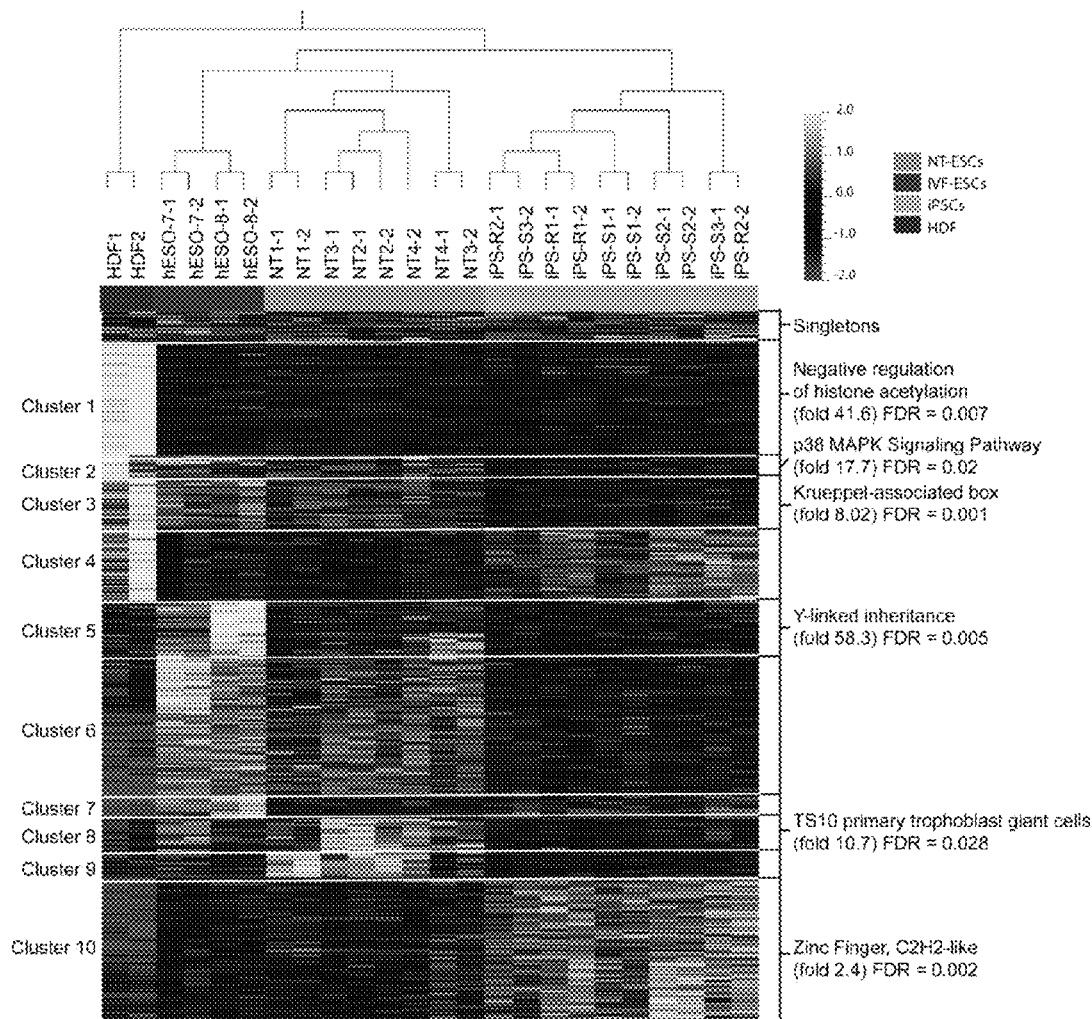 2.0
1.0
0.0
-1.0
-2.0
NT-ESCs
IVF-ESCs
iPSCs
HDF
HDF1
HDF2
hESO-7-1
hESO-7-2
hESO-8-1
hESO-8-2
NT1-1
NT1-2
NT3-1
NT2-1
NT2-2
NT4-2
NT4-1
NT3-2
iPS-R2-1
iPS-S3-2
iPS-R1-1
iPS-R1-2
iPS-S1-1
iPS-S1-2
iPS-S2-1
iPS-S2-2
iPS-S3-1
iPS-R2-2
Singletons
Cluster 1
Negative regulation
of histone acetylation
(fold 41.6) FDR = 0.007
Cluster 2
p38 MAPK Signaling Pathway
(fold 17.7) FDR = 0.02
Cluster 3
Krueppel-associated box
(fold 8.02) FDR = 0.001
Cluster 4
Cluster 5
Y-linked inheritance
(fold 58.3) FDR = 0.005
Cluster 6
Cluster 7
Cluster 8
TS10 primary trophoblast giant cells
(fold 10.7) FDR = 0.028
Cluster 9
Cluster 10
Zinc Finger, C2H2-like
(fold 2.4) FDR = 0.002